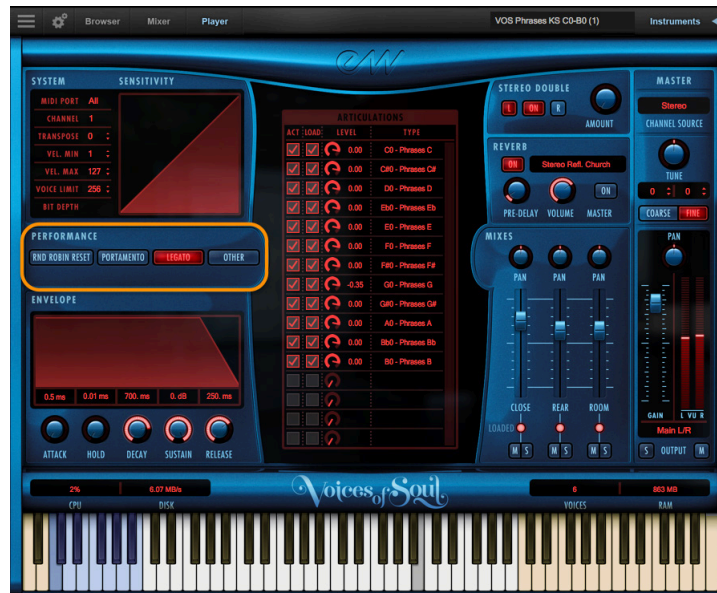 Browser Mixer Player VOS Phrases KS C0-B0 (1) Instruments
SYSTEM SENSITIVITY
MIDI PORT All
CHANNEL 1
TRANSPOSE 0
VEL. MIN 1
VEL. MAX 127
VOICE LIMIT 256
BIT DEPTH
PERFORMANCE
RND ROBIN RESET PORTAMENTO LEGATO OTHER
ENVELOPE
0.5 ms 0.01 ms 700. ms 0. dB 250. ms
ATTACK HOLD DECAY SUSTAIN RELEASE
ARTICULATIONS
ACT LOAD LEVEL TYPE
0.00 C0 - Phrases C
0.00 C#0 - Phrases C#
0.00 D0 - Phrases D
0.00 Eb0 - Phrases Eb
0.00 E0 - Phrases E
0.00 F0 - Phrases F
0.00 F#0 - Phrases F#
-0.35 G0 - Phrases G
0.00 G#0 - Phrases G#
0.00 A0 - Phrases A
0.00 Bb0 - Phrases Bb
0.00 B0 - Phrases B
STEREO DOUBLE
L ON R
AMOUNT
REVERB
ON Stereo Refl. Church
ON
PRE-DELAY VOLUME MASTER
MIXES
PAN PAN PAN
CLOSE REAR ROOM
LOADED
M S M S M S
MASTER
Stereo
CHANNEL SOURCE
TUNE
0 0
COARSE FINE
PAN
GAIN L VU R
Main L/R
S OUTPUT M
2% 6.07 MB/s
CPU DISK
Voices of Soul
6 863 MB
VOICES RAM